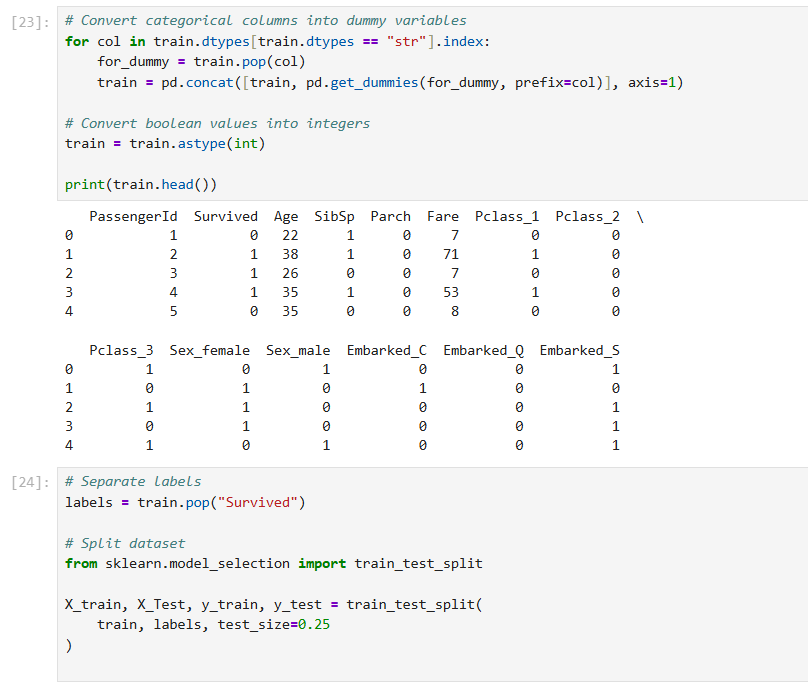 [23]: # Convert categorical columns into dummy variables
for col in train.dtypes[train.dtypes == "str"].index:
    for_dummy = train.pop(col)
    train = pd.concat([train, pd.get_dummies(for_dummy, prefix=col)], axis=1)

# Convert boolean values into integers
train = train.astype(int)

print(train.head())
   PassengerId  Survived  Age  SibSp  Parch  Fare  Pclass_1  Pclass_2  \
0            1         0   22      1      0     7         0         0
1            2         1   38      1      0    71         1         0
2            3         1   26      0      0     7         0         0
3            4         1   35      1      0    53         1         0
4            5         0   35      0      0     8         0         0

   Pclass_3  Sex_female  Sex_male  Embarked_C  Embarked_Q  Embarked_S
0         1           0         1           0           0           1
1         0           1         0           1           0           0
2         1           1         0           0           0           1
3         0           1         0           0           0           1
4         1           0         1           0           0           1
[24]: # Separate labels
labels = train.pop("Survived")

# Split dataset
from sklearn.model_selection import train_test_split

X_train, X_Test, y_train, y_test = train_test_split(
    train, labels, test_size=0.25
)